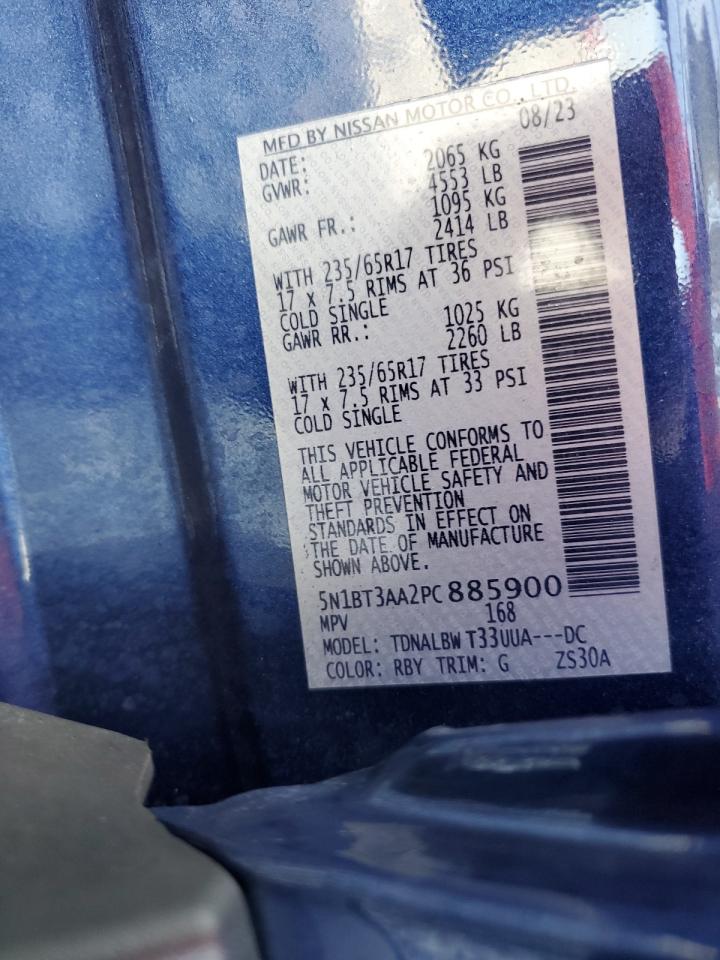 MFD BY NISSAN MOTOR CO., LTD.
DATE: 08/23
GVWR: 2065 KG
4553 LB
GAWR FR.: 1095 KG
2414 LB
WITH 235/65R17 TIRES
17 X 7.5 RIMS AT 36 PSI
COLD SINGLE
GAWR RR.: 1025 KG
2260 LB
WITH 235/65R17 TIRES
17 X 7.5 RIMS AT 33 PSI
COLD SINGLE
THIS VEHICLE CONFORMS TO
ALL APPLICABLE FEDERAL
MOTOR VEHICLE SAFETY AND
THEFT PREVENTION
STANDARDS IN EFFECT ON
THE DATE OF MANUFACTURE
SHOWN ABOVE.
5N1BT3AA2PC885900
MPV 168
MODEL: TDNALBW T33UUA---DC
COLOR: RBY TRIM: G ZS30A